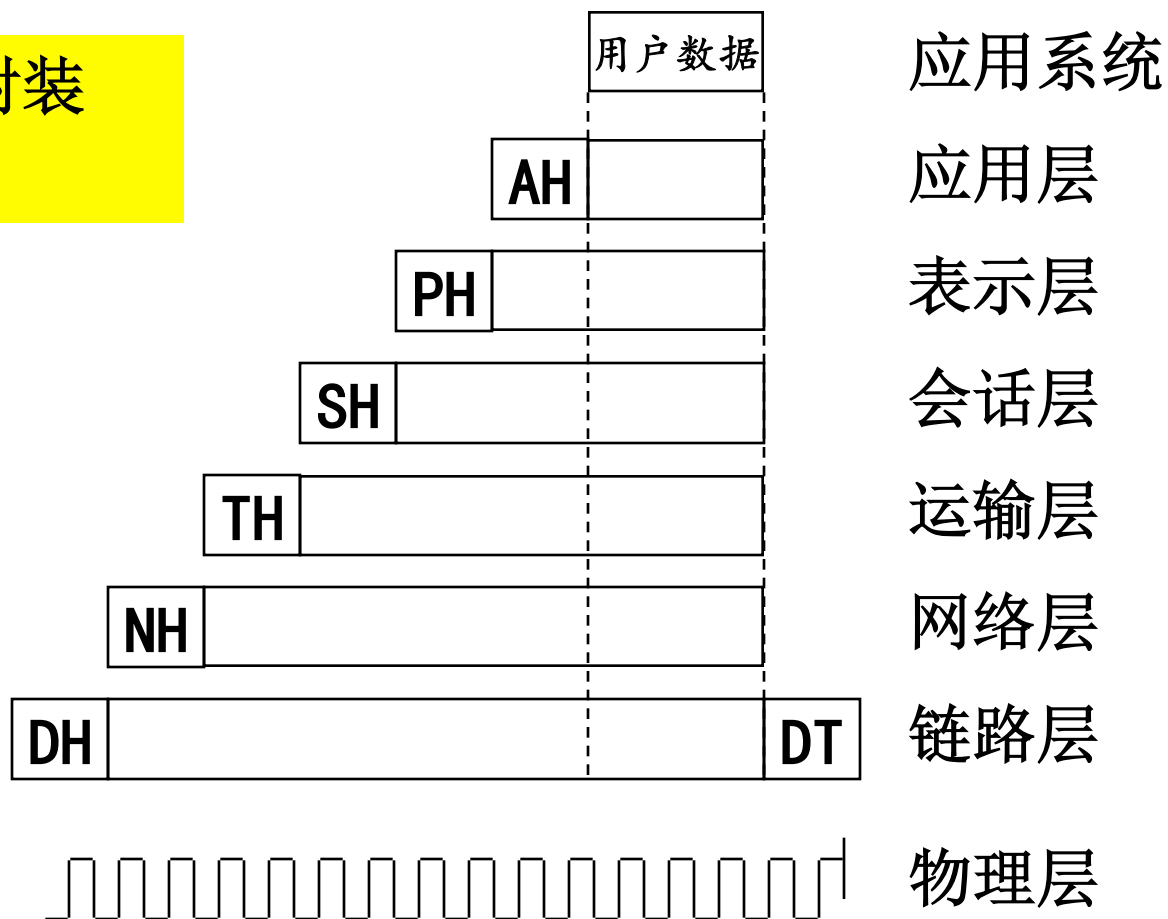 用户数据 应用系统
封装
AH 应用层
PH 表示层
SH 会话层
TH 运输层
NH 网络层
DH DT 链路层
物理层